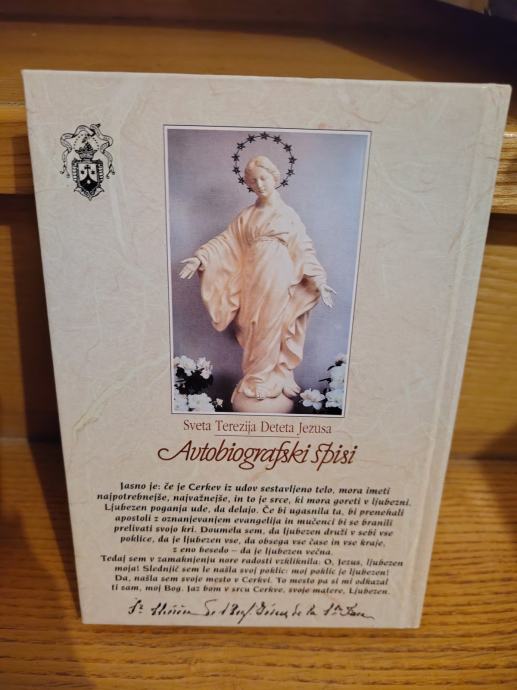 Sveta Terezija Deteta Jezusa
Avtobiografski spisi
Jasno je: če je Cerkev iz udov sestavljeno telo, mora imeti
najpotrebnejše, najvažnejše, in to je srce, ki mora goreti v ljubezni.
Ljubezen poganja ude, da delajo. Če bi ugasnila ta, bi prenehali
apostoli z oznanjevanjem evangelija in mučenci bi se branili
prelivati svojo kri. Doumela sem, da ljubezen druži v sebi vse
poklice, da je ljubezen vse, da obsega vse čase in vse kraje,
z eno besedo – da je ljubezen večna.
Tedaj sem v zamaknjenju nore radosti vzkliknila: O, Jezus, ljubezen
moja! Slednjič sem le našla svoj poklic: moj poklic je ljubezen!
Da, našla sem svoje mesto v Cerkvi. To mesto pa si mi odkazal
ti sam, moj Bog. Jaz bom v srcu Cerkve, svoje matere, Ljubezen.